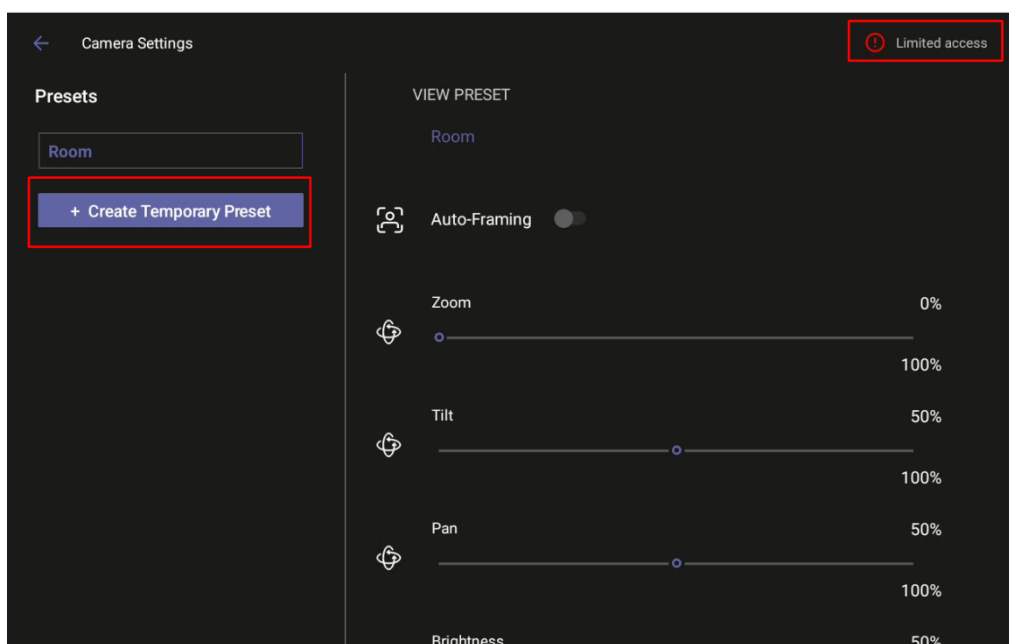 Camera Settings
Limited access
Presets
Room
+ Create Temporary Preset
VIEW PRESET
Room
Auto-Framing
Zoom 0%
100%
Tilt 50%
100%
Pan 50%
100%
Brightness 50%